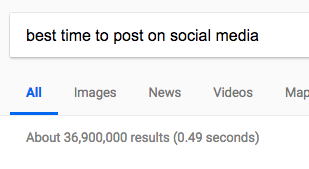 best time to post on social media
All Images News Videos Map
About 36,900,000 results (0.49 seconds)